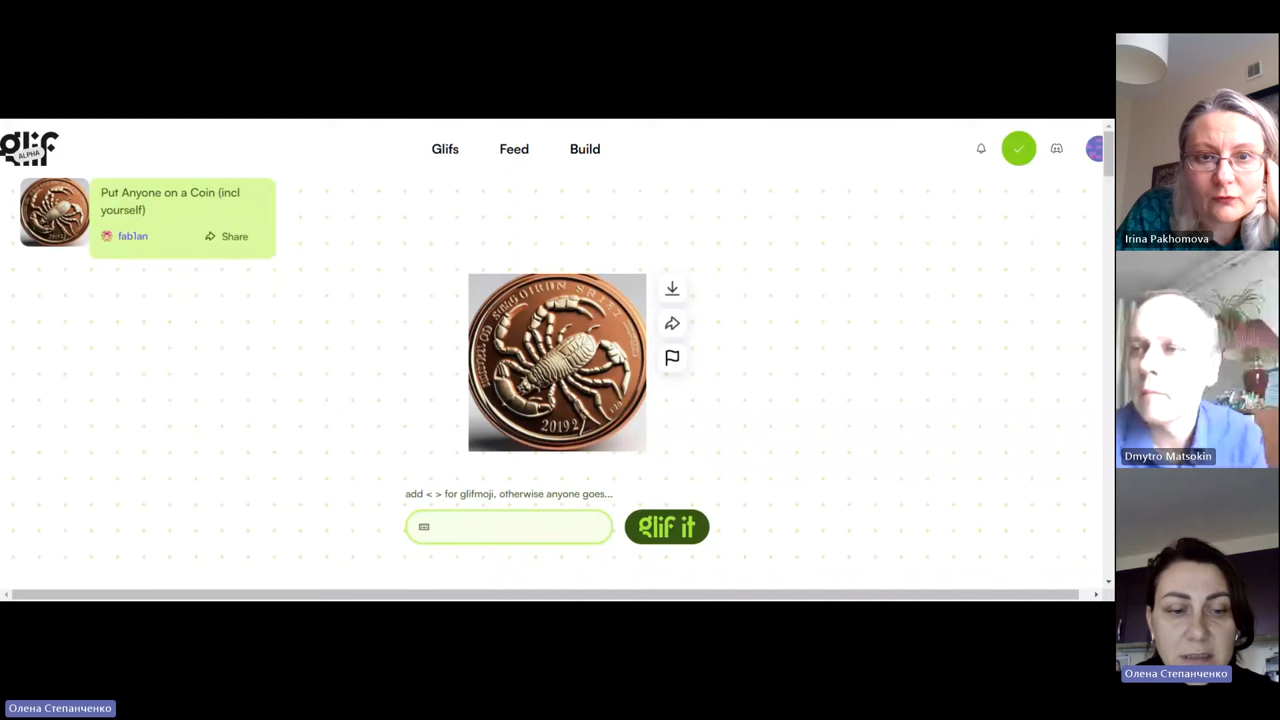 glif
ALPHA
Glifs
Feed
Build
Put Anyone on a Coin (incl
yourself)
fab1an
Share
20192
add < > for glifmoji, otherwise anyone goes...
glif it
Irina Pakhomova
Dmytro Matsokin
Олена Степанченко
Олена Степанченко